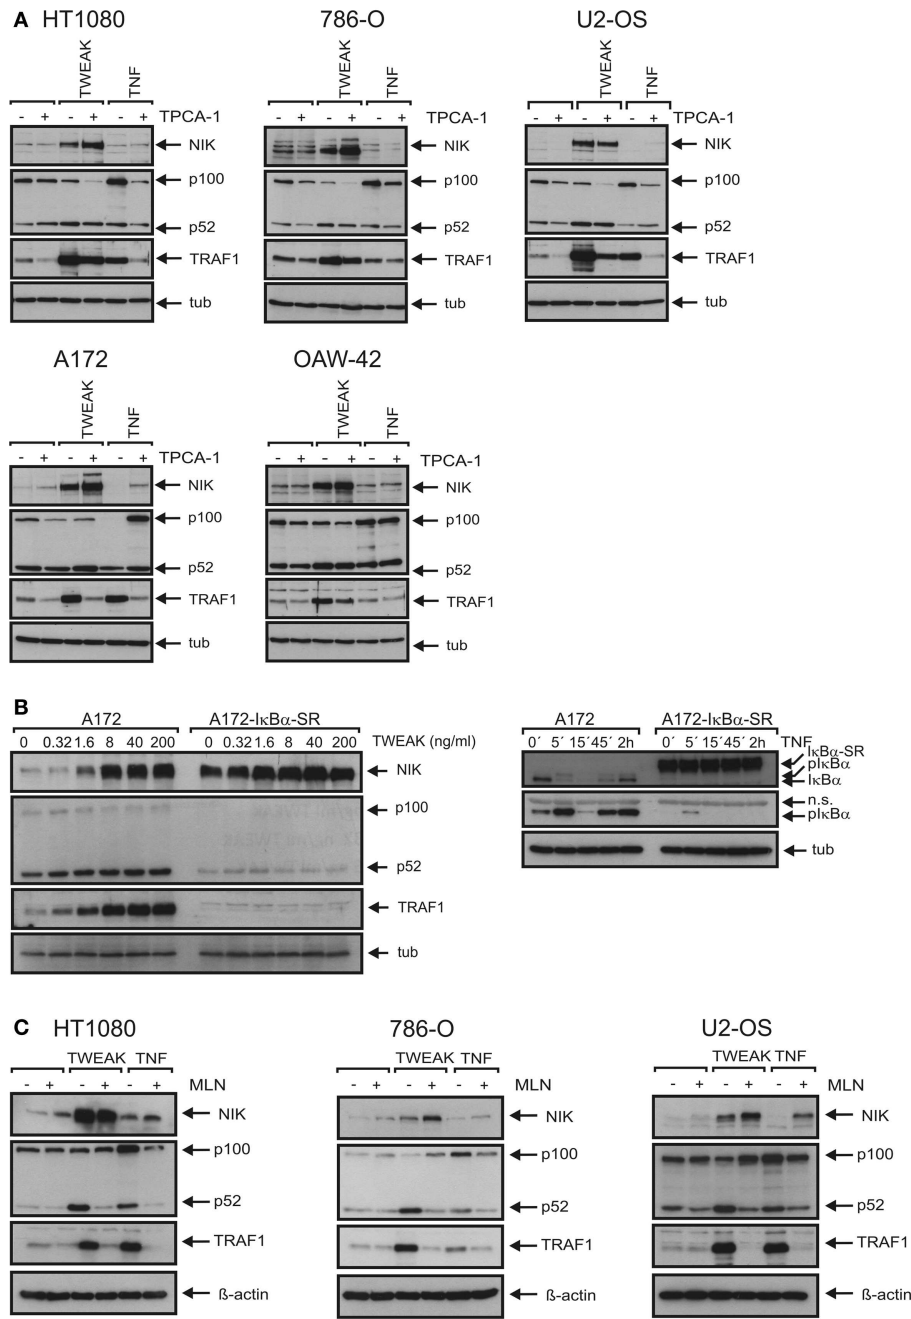 A HT1080 786-O U2-OS
TWEAK TNF TWEAK TNF TWEAK TNF
- + - + - + TPCA-1 - + - + - + TPCA-1 - + - + - + TPCA-1
NIK NIK NIK
p100 p100 p100
p52 p52 p52
TRAF1 TRAF1 TRAF1
tub tub tub
A172 OAW-42
TWEAK TNF TWEAK TNF
- + - + - + TPCA-1 - + - + - + TPCA-1
NIK NIK
p100 p100
p52 p52
TRAF1 TRAF1
tub tub
B
A172 A172-IκBα-SR A172 A172-IκBα-SR
0 0.32 1.6 8 40 200 0 0.32 1.6 8 40 200 TWEAK (ng/ml) 0´ 5´ 15´ 45´ 2h 0´ 5´ 15´ 45´ 2h TNF
IκBα-SR
pIκBα
NIK IκBα
p100 n.s.
pIκBα
tub
p52
TRAF1
tub
C HT1080 786-O U2-OS
TWEAK TNF TWEAK TNF TWEAK TNF
- + - + - + MLN - + - + - + MLN - + - + - + MLN
NIK NIK NIK
p100 p100 p100
p52 p52 p52
TRAF1 TRAF1 TRAF1
ß-actin ß-actin ß-actin